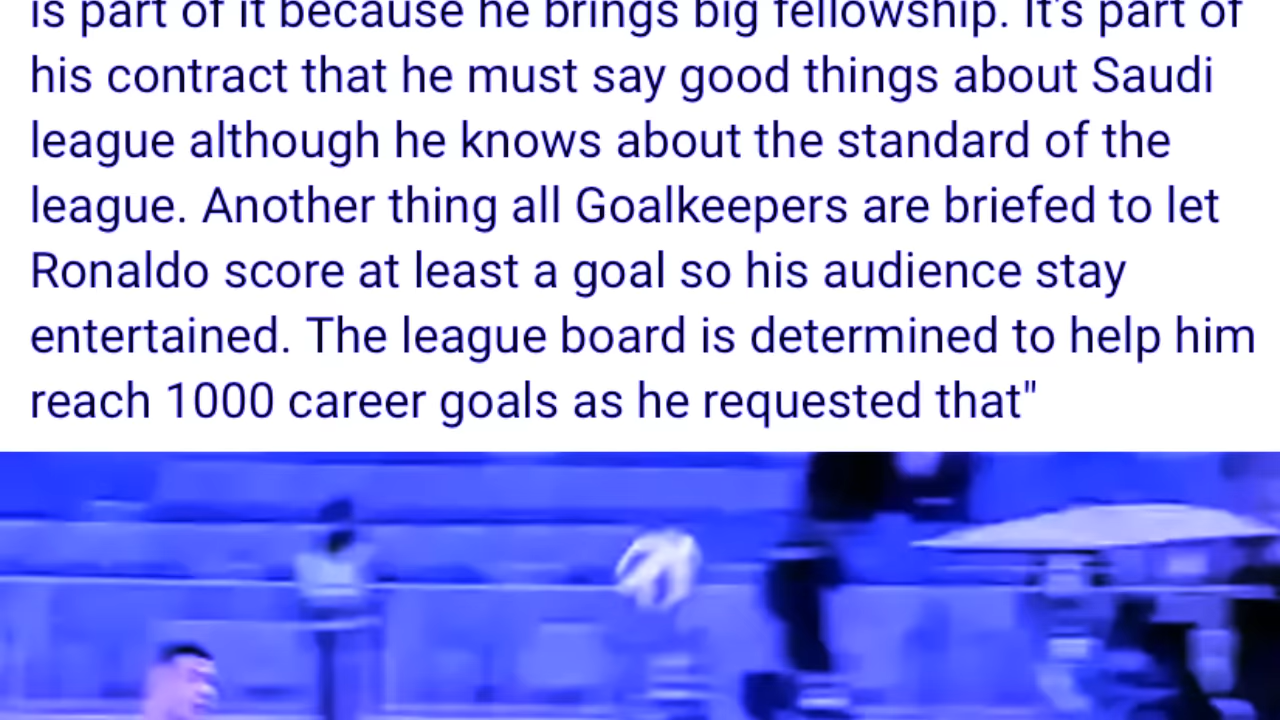 is part of it because he brings big fellowship. It's part of
his contract that he must say good things about Saudi
league although he knows about the standard of the
league. Another thing all Goalkeepers are briefed to let
Ronaldo score at least a goal so his audience stay
entertained. The league board is determined to help him
reach 1000 career goals as he requested that"